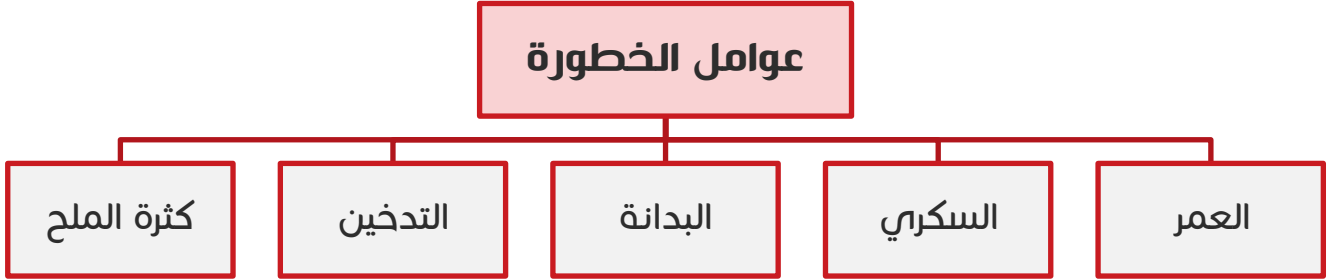 عوامل الخطورة
العمر
السكري
البدانة
التدخين
كثرة الملح